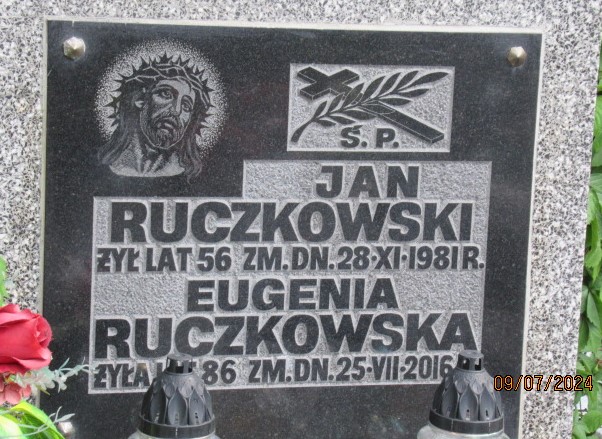 Ś.P.
JAN
RUCZKOWSKI
ŻYŁ LAT 56 ZM. DN. 28·XI·1981 R.
EUGENIA
RUCZKOWSKA
ŻYŁA 86 ZM. DN. 25·VII·2016
09/07/2024